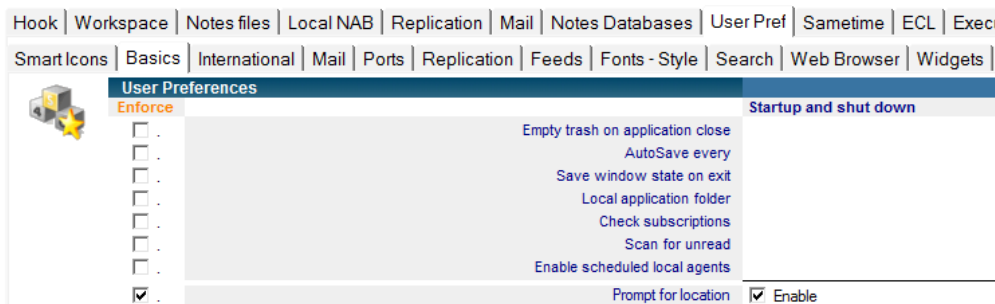 Hook | Workspace | Notes files | Local NAB | Replication | Mail | Notes Databases | User Pref | Sametime | ECL |
Smart Icons | Basics | International | Mail | Ports | Replication | Feeds | Fonts - Style | Search | Web Browser | Widgets |
User Preferences
Enforce Startup and shut down
. Empty trash on application close
. AutoSave every
. Save window state on exit
. Local application folder
. Check subscriptions
. Scan for unread
. Enable scheduled local agents
. Prompt for location Enable